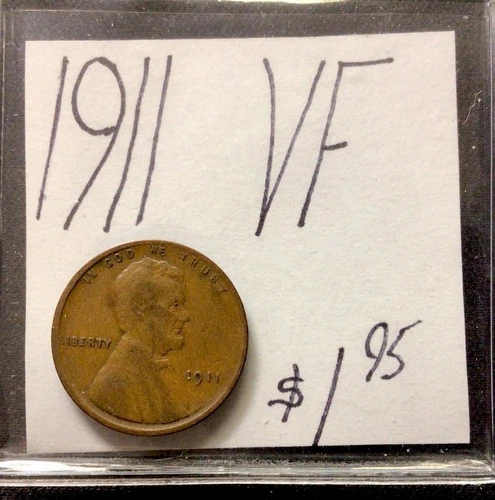 1911 VF
IN GOD WE TRUST
LIBERTY
1911
$1 95